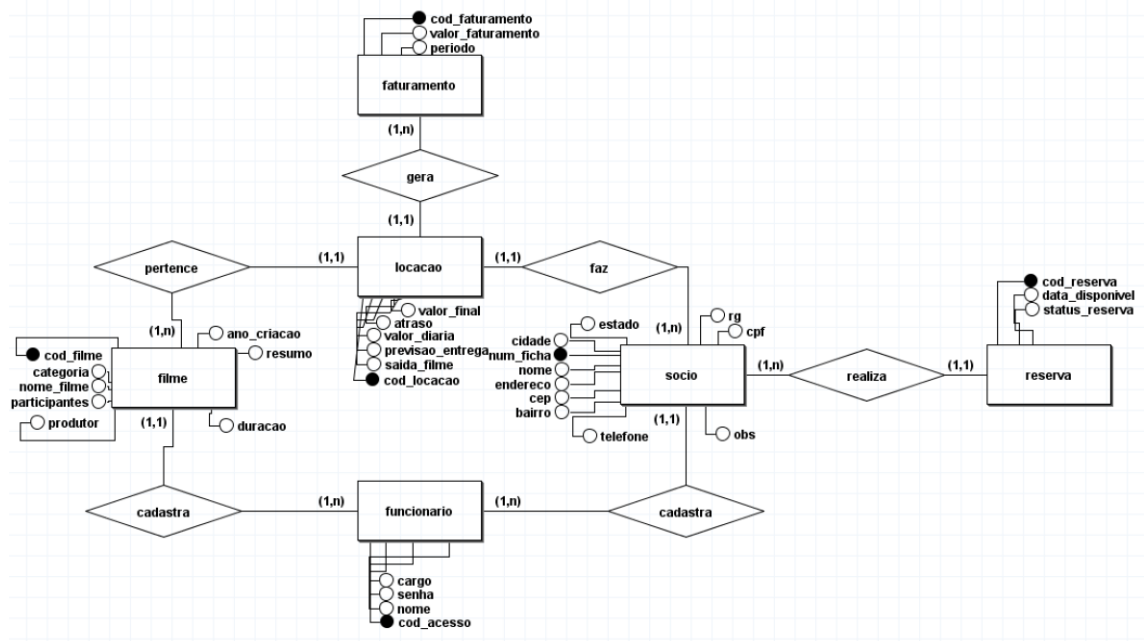 cod_faturamento
valor_faturamento
periodo
faturamento
(1,n)
gera
(1,1)
pertence
(1,1)
locacao
(1,1)
faz
valor_final
atraso
valor_diaria
previsao_entrega
saida_filme
cod_locacao
(1,n)
ano_criacao
resumo
cod_filme
categoria
nome_filme
participantes
produtor
filme
duracao
(1,1)
estado
rg
cpf
(1,n)
cidade
num_ficha
nome
endereco
cep
bairro
telefone
socio
obs
(1,1)
(1,n)
realiza
(1,1)
cod_reserva
data_disponivel
status_reserva
reserva
cadastra
(1,n)
funcionario
(1,n)
cadastra
cargo
senha
nome
cod_acesso